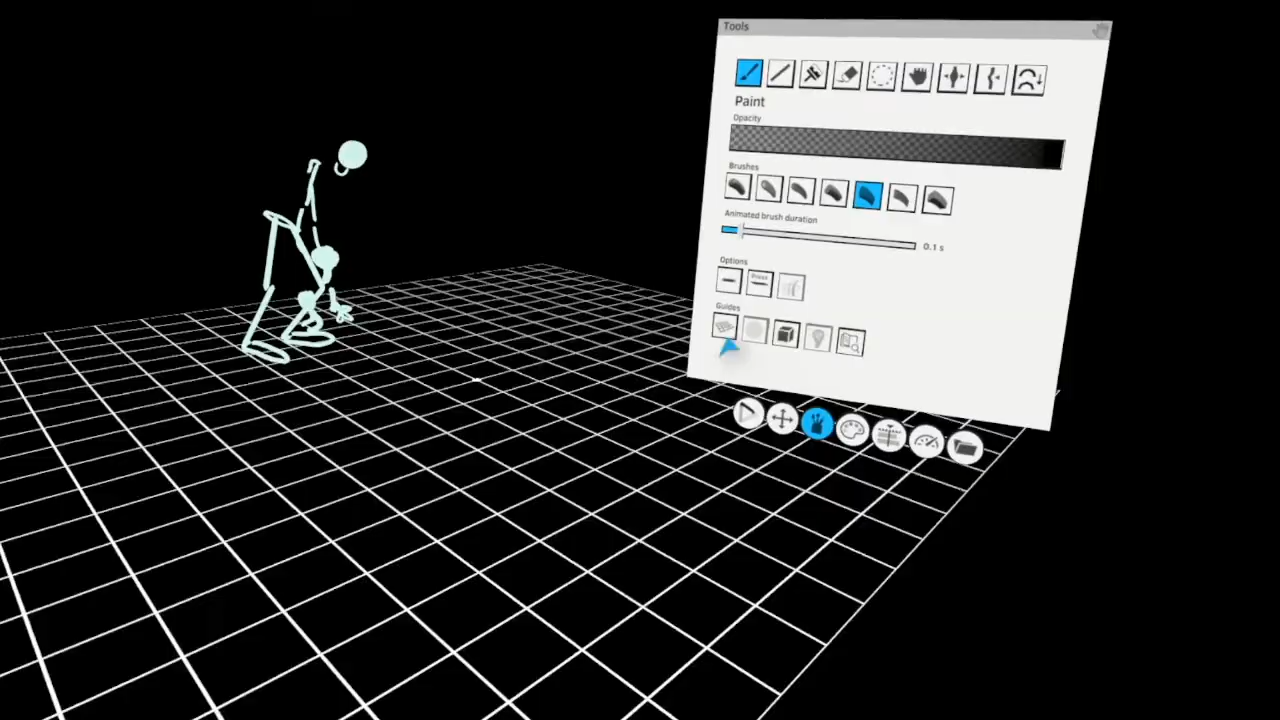 Tools
Paint
Opacity
Brushes
Animated brush duration
0.1 s
Options
Guides